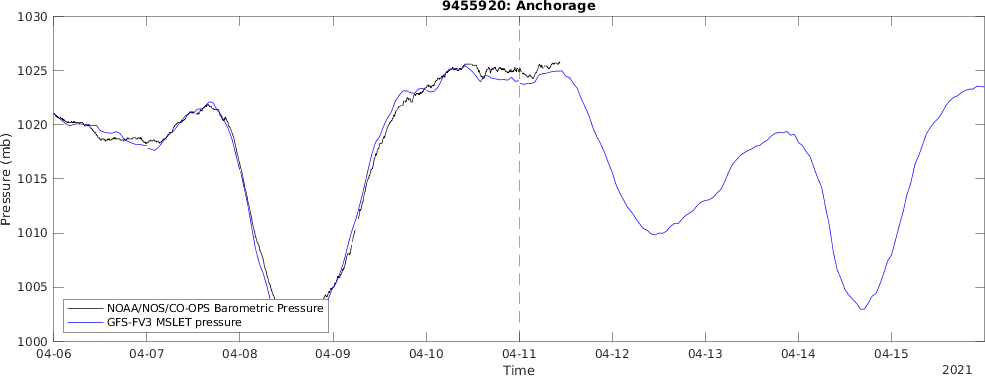 9455920: Anchorage
1030
1025
1020
1015
1010
1005
1000
Pressure (mb)
NOAA/NOS/CO-OPS Barometric Pressure
GFS-FV3 MSLET pressure
04-06 04-07 04-08 04-09 04-10 04-11 04-12 04-13 04-14 04-15
Time
2021